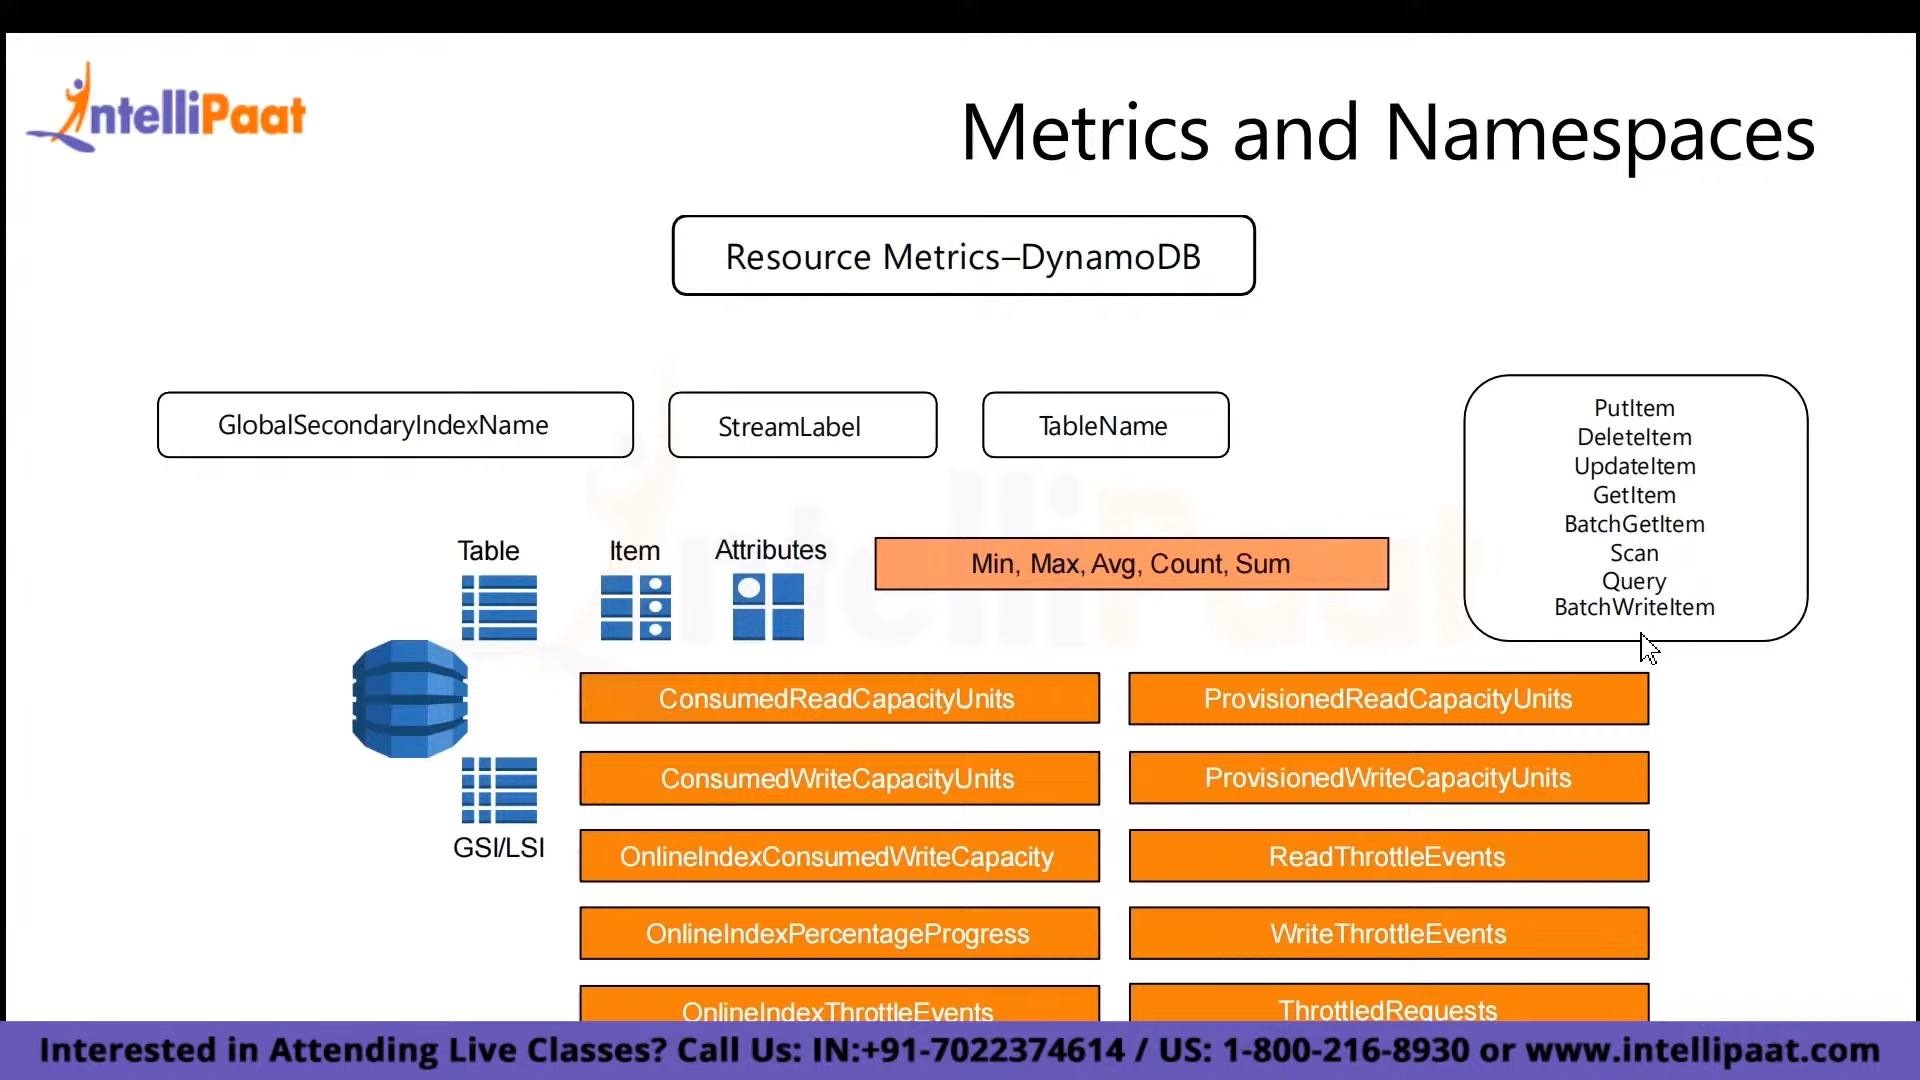 IntelliPaat
Metrics and Namespaces
Resource Metrics–DynamoDB
GlobalSecondaryIndexName
StreamLabel
TableName
PutItem
DeleteItem
UpdateItem
GetItem
BatchGetItem
Scan
Query
BatchWriteItem
Table
Item
Attributes
Min, Max, Avg, Count, Sum
ConsumedReadCapacityUnits
ProvisionedReadCapacityUnits
ConsumedWriteCapacityUnits
ProvisionedWriteCapacityUnits
GSI/LSI
OnlineIndexConsumedWriteCapacity
ReadThrottleEvents
OnlineIndexPercentageProgress
WriteThrottleEvents
OnlineIndexThrottleEvents
ThrottledRequests
Interested in Attending Live Classes? Call Us: IN:+91-7022374614 / US: 1-800-216-8930 or www.intellipaat.com